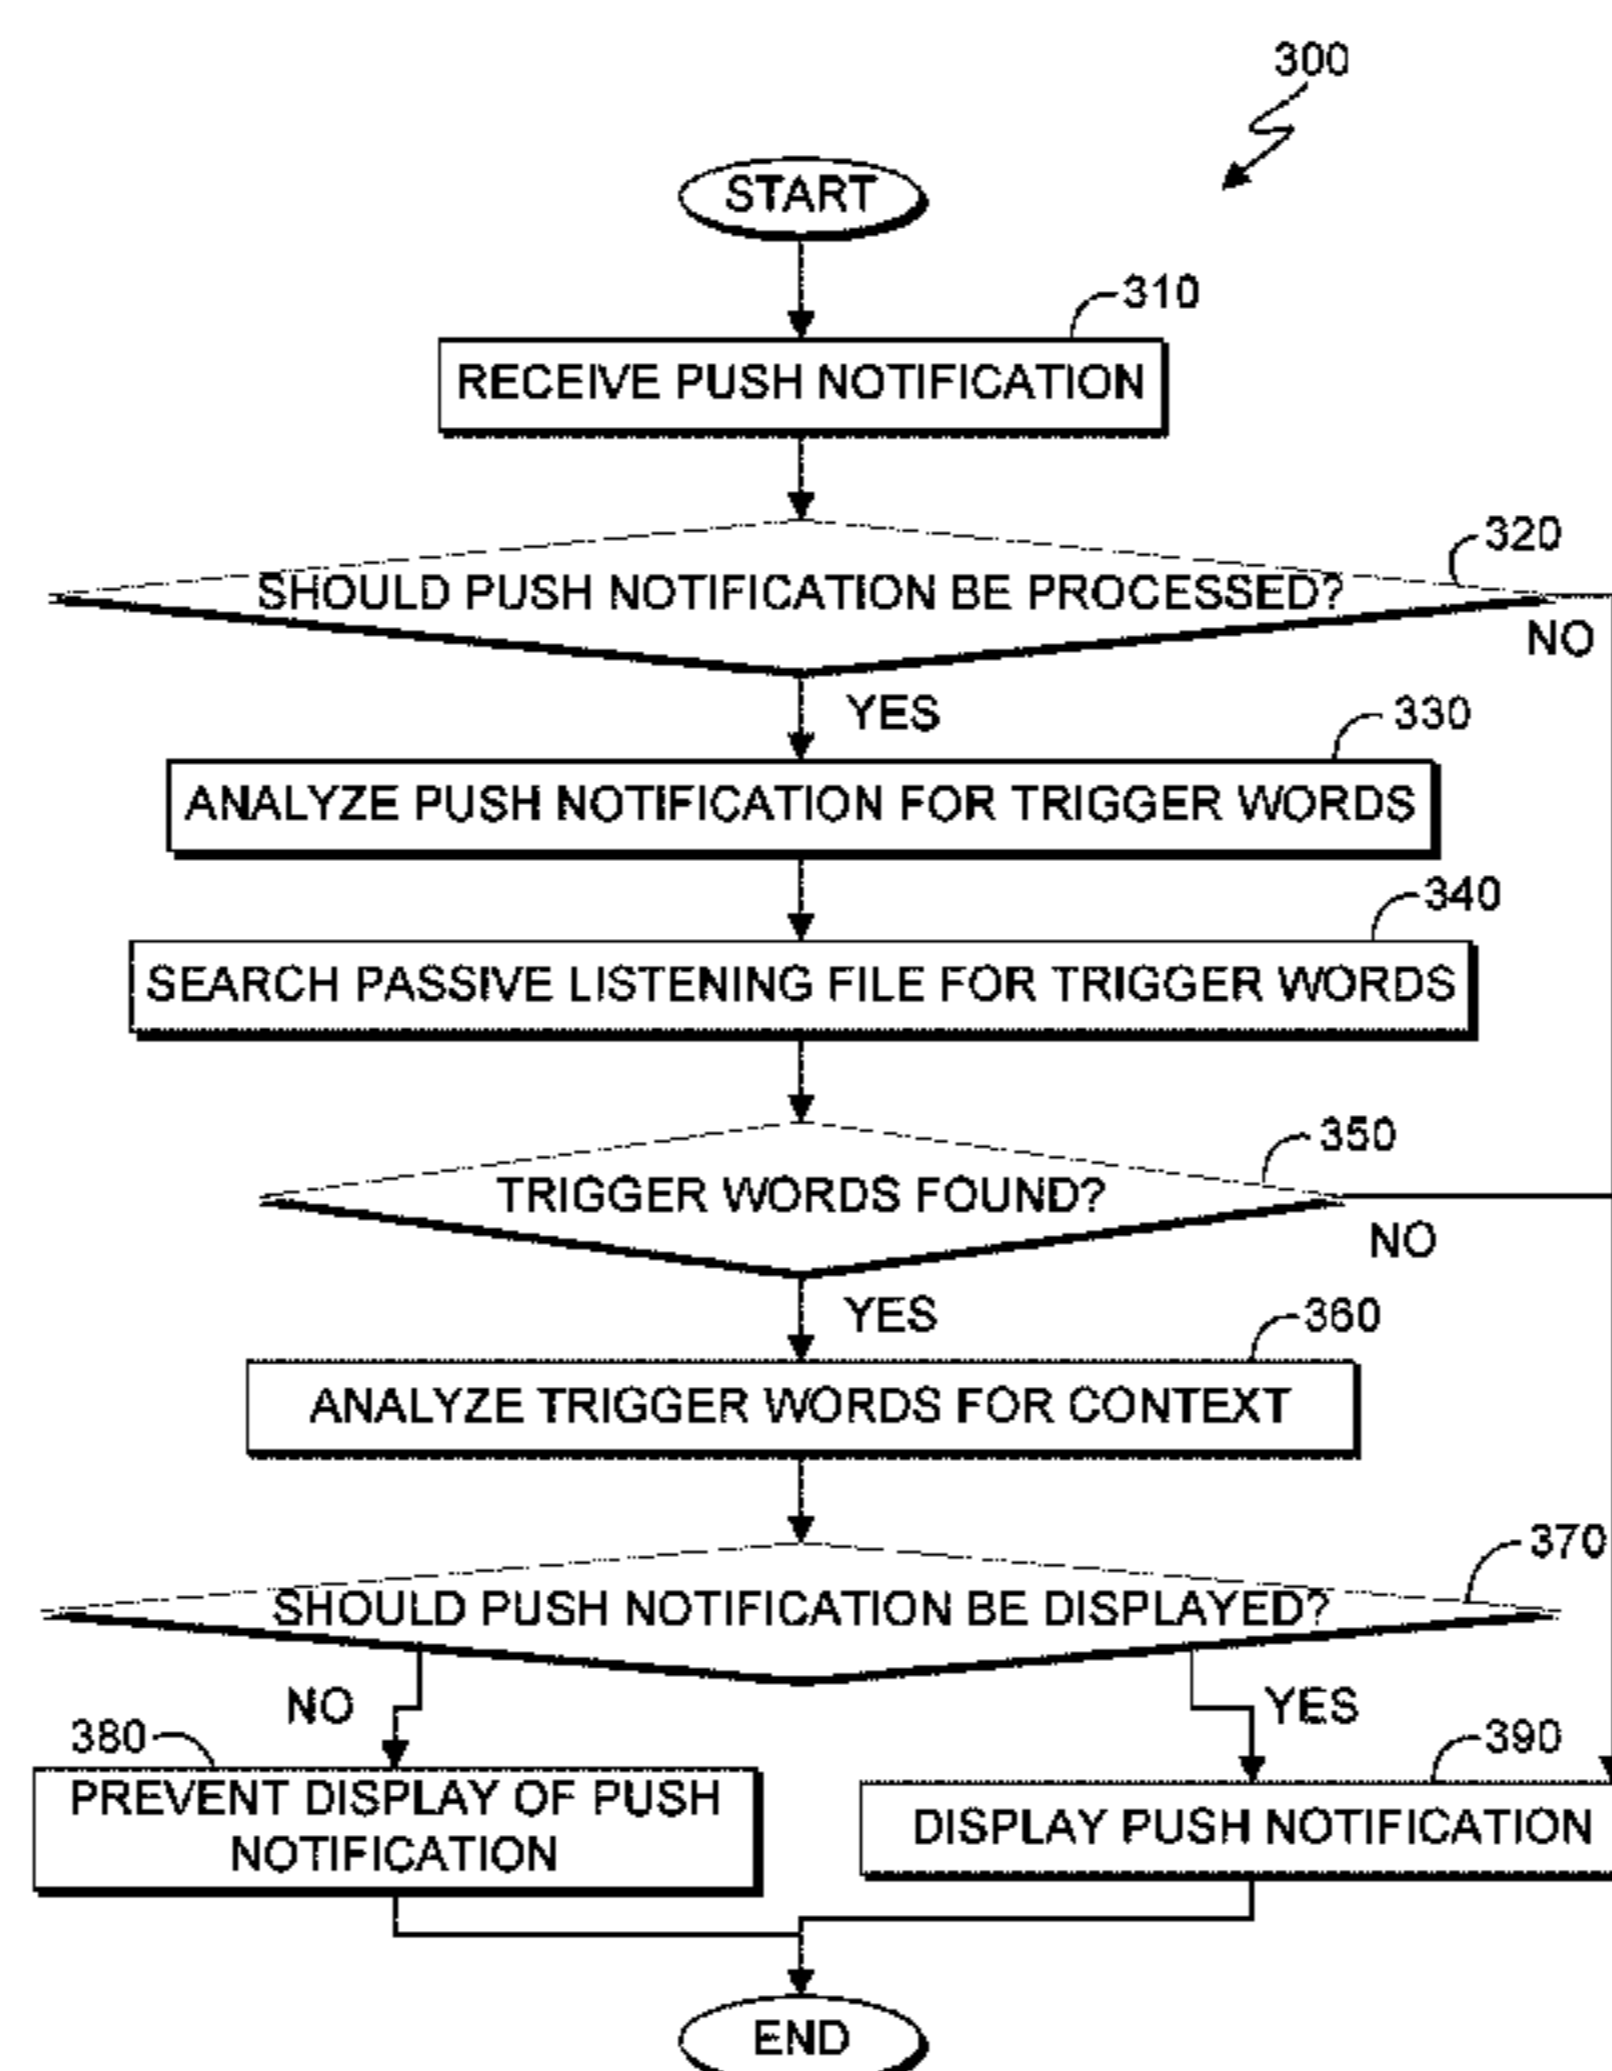 300
START
310
RECEIVE PUSH NOTIFICATION
320
SHOULD PUSH NOTIFICATION BE PROCESSED?
NO
YES
330
ANALYZE PUSH NOTIFICATION FOR TRIGGER WORDS
340
SEARCH PASSIVE LISTENING FILE FOR TRIGGER WORDS
350
TRIGGER WORDS FOUND?
NO
YES
360
ANALYZE TRIGGER WORDS FOR CONTEXT
370
SHOULD PUSH NOTIFICATION BE DISPLAYED?
NO
YES
380
390
PREVENT DISPLAY OF PUSH
NOTIFICATION
DISPLAY PUSH NOTIFICATION
END